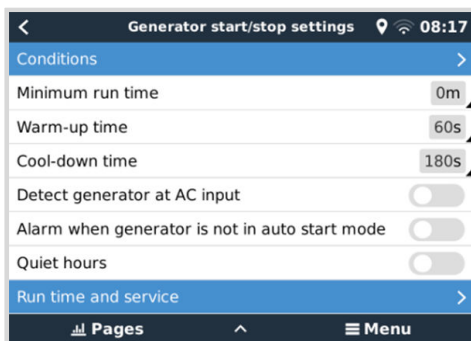 Generator start/stop settings 08:17
Conditions
Minimum run time 0m
Warm-up time 60s
Cool-down time 180s
Detect generator at AC input
Alarm when generator is not in auto start mode
Quiet hours
Run time and service
Pages Menu